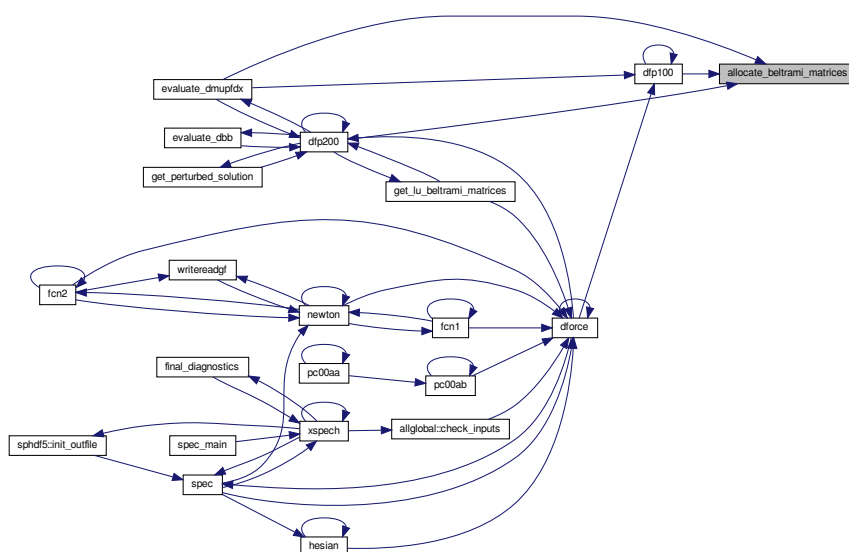 allocate_beltrami_matrices
dfp100
evaluate_dmupfdx
evaluate_dbb
dfp200
get_perturbed_solution
get_lu_beltrami_matrices
writereadgf
fcn2
newton
fcn1
dforce
final_diagnostics
pc00aa
pc00ab
xspech
allglobal::check_inputs
sphdf5::init_outfile
spec_main
spec
hesian